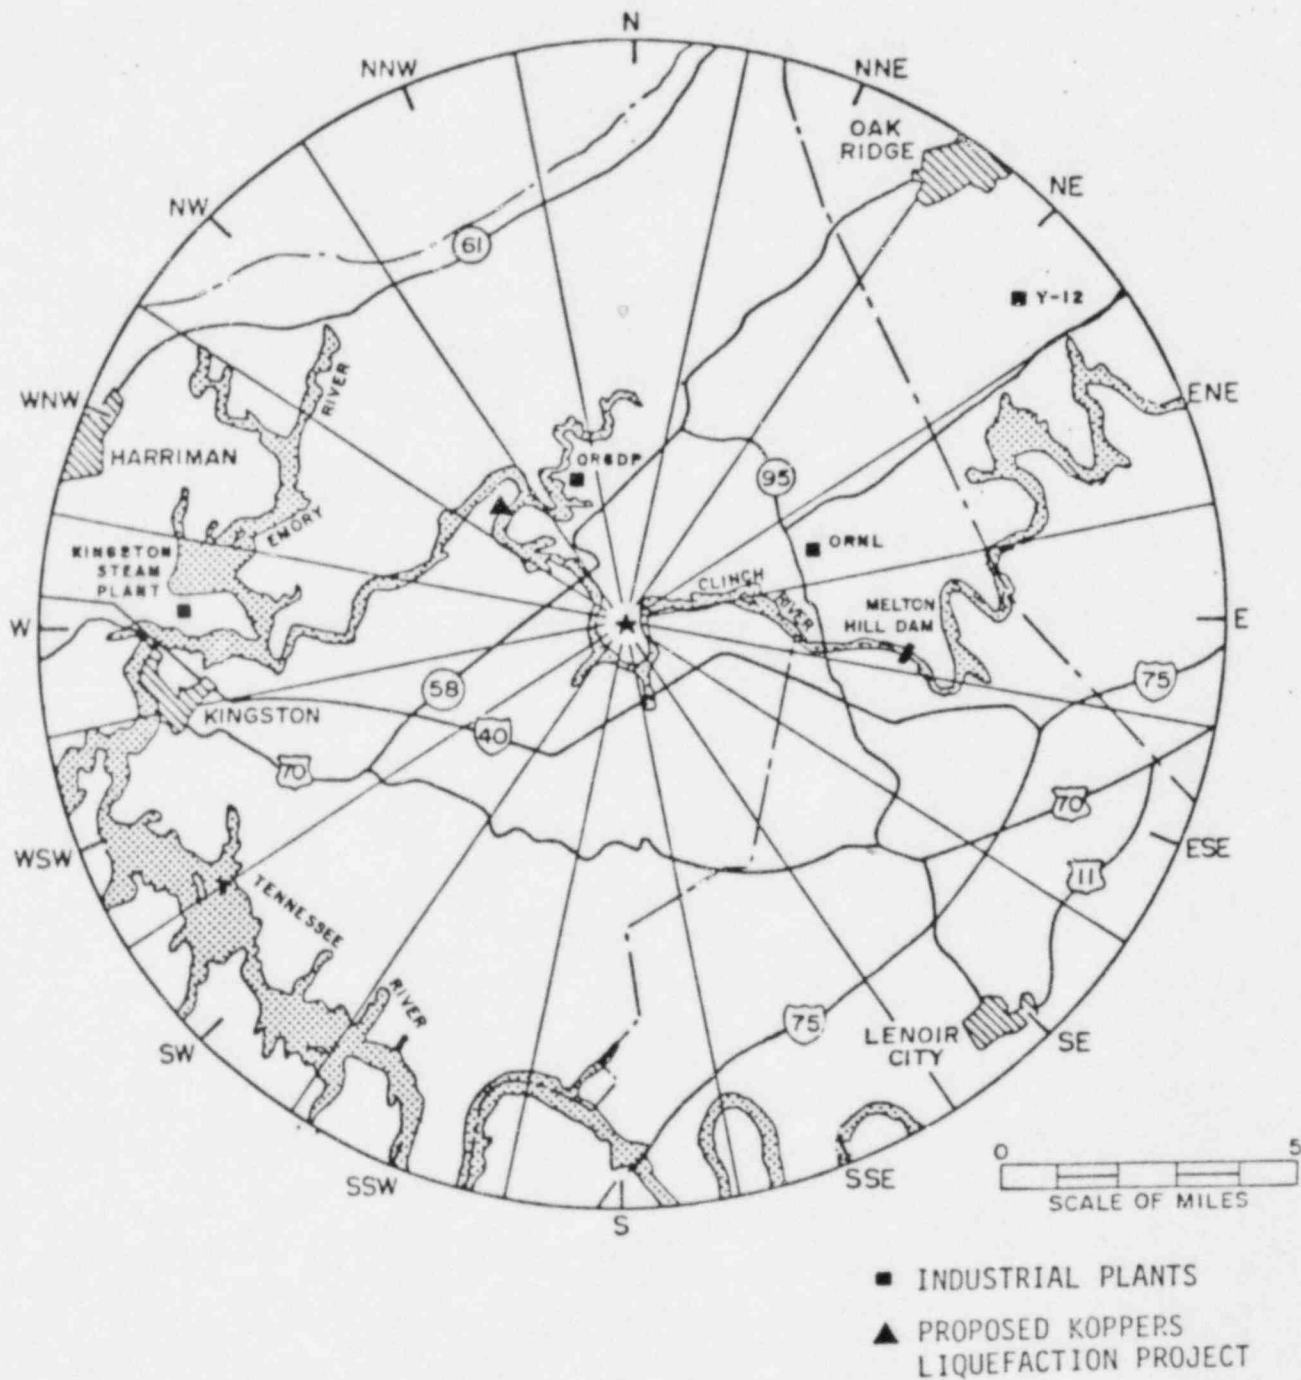 N
NNW
NNE
OAK
RIDGE
NE
NW
61
Y-12
RIVER
WNW
ENE
HARRIMAN
ORGDP
95
EMORY
KINGSTON
STEAM
PLANT
ORNL
CLINCH
RIVER
MELTON
HILL DAM
W
E
58
75
KINGSTON
40
70
70
WSW
ESE
TENNESSEE
11
RIVER
75
LENOIR
CITY
SW
SE
SSW
SSE
S
0 5
SCALE OF MILES
INDUSTRIAL PLANTS
PROPOSED KOPPERS
LIQUEFACTION PROJECT